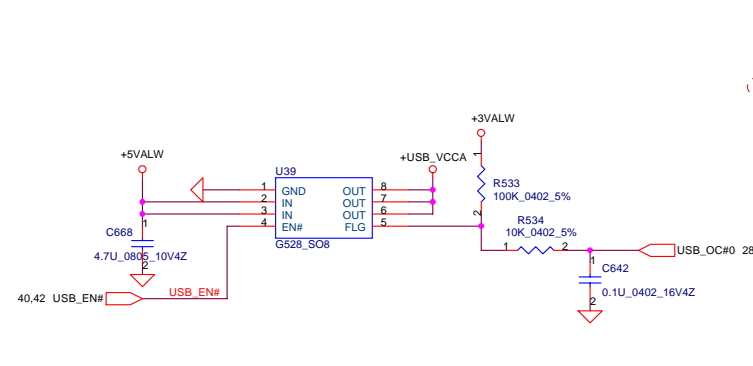 +3VALW
+5VALW
+USB_VCCA
U39
1 GND OUT 8
2 IN OUT 7
3 IN OUT 6
4 EN# FLG 5
G528_SO8
1
R533
100K_0402_5%
2
R534
10K_0402_5%
1 2
USB_OC#0 28
1
C668
4.7U_0805_10V4Z
2
1
C642
0.1U_0402_16V4Z
2
40,42 USB_EN#
USB_EN#